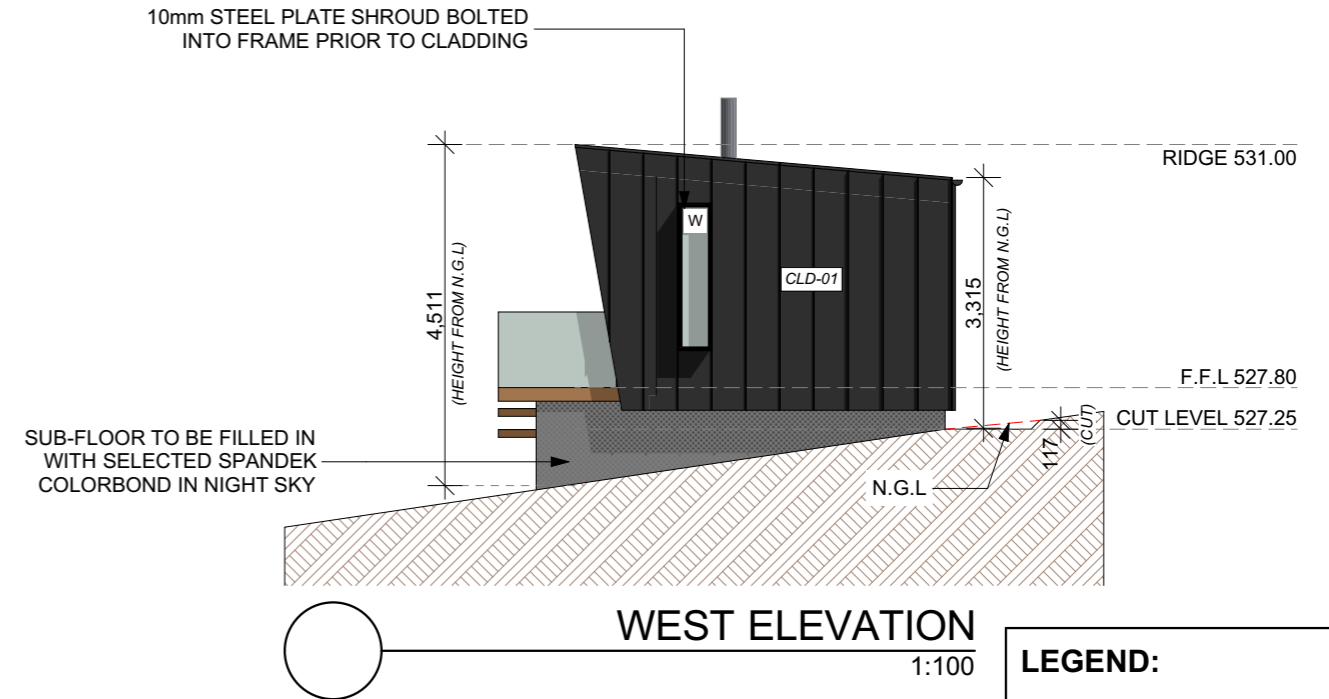 10mm STEEL PLATE SHROUD BOLTED
INTO FRAME PRIOR TO CLADDING
RIDGE 531.00
W
CLD-01
4,511
(HEIGHT FROM N.G.L)
3,315
(HEIGHT FROM N.G.L)
F.F.L 527.80
CUT LEVEL 527.25
117
(CUT)
SUB-FLOOR TO BE FILLED IN
WITH SELECTED SPANDEK
COLORBOND IN NIGHT SKY
N.G.L
WEST ELEVATION
1:100
LEGEND: